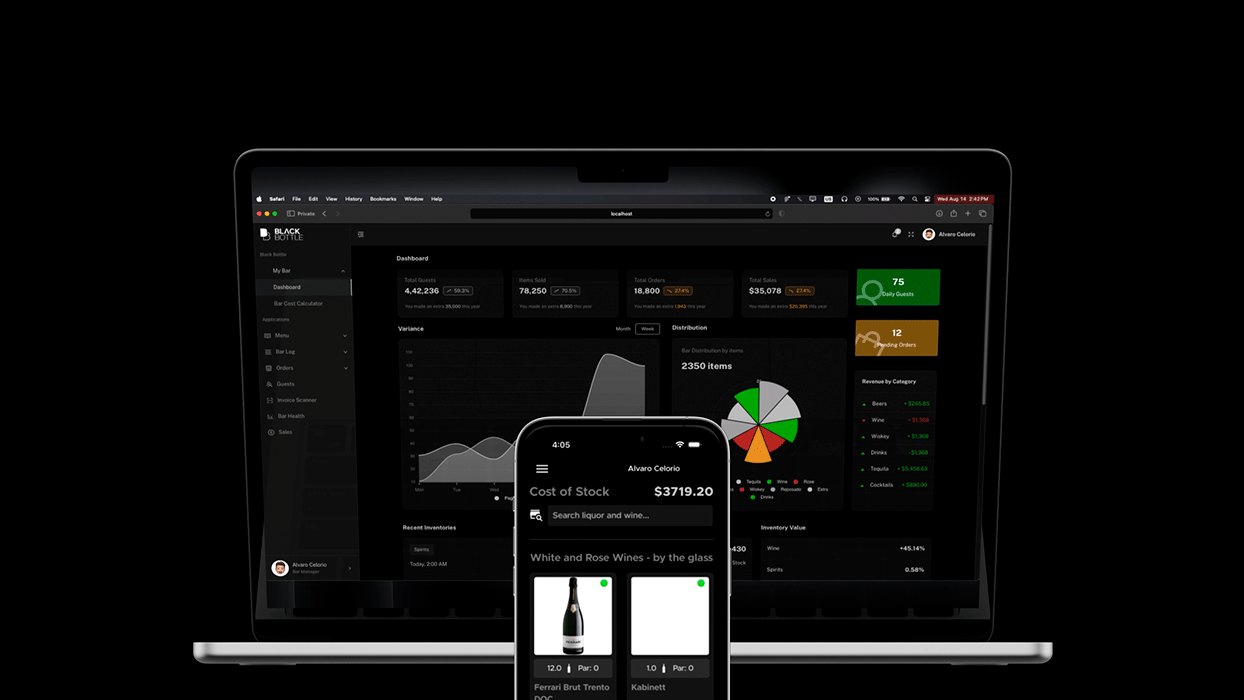 Safari File Edit View History Bookmarks Window Help
100%
Wed Aug 14 2:42PM
Private
localhost
BLACK
BOTTLE
Alvaro Celorio
Black Bottle
My Bar
Dashboard
Bar Cost Calculator
Applications
Menu
Bar Log
Orders
Guests
Invoice Scanner
Bar Health
Sales
Alvaro Celorio
Bar Manager
Dashboard
Total Guests
4,42,236 59.3%
You made an extra 35,000 this year
Items Sold
78,250 70.5%
You made an extra 8,900 this year
Total Orders
18,800 27.4%
You made an extra 1,943 this year
Total Sales
$35,078 27.4%
You made an extra $20,395 this year
75
Daily Guests
12
Pending Orders
Variance
Month Week
Mon Tue Wed
Distribution
Bar Distribution by items
2350 items
Tequila Wine Rose
Wiskey Reposado Extra
Drinks
Revenue by Category
Beers + $245.65
Wine - $1,368
Wiskey + $1,368
Drinks -$1,368
Tequila + $5,456.63
Cocktails + $890.00
Recent Inventories
Spirits
Today, 2:00 AM
430
Stock
Inventory Value
Wine +45.14%
Spirits 0.58%
4:05
Alvaro Celorio
Cost of Stock $3719.20
Search liquor and wine...
White and Rose Wines - by the glass
12.0 Par: 0
Ferrari Brut Trento
DOC
1.0 Par: 0
Kabinett